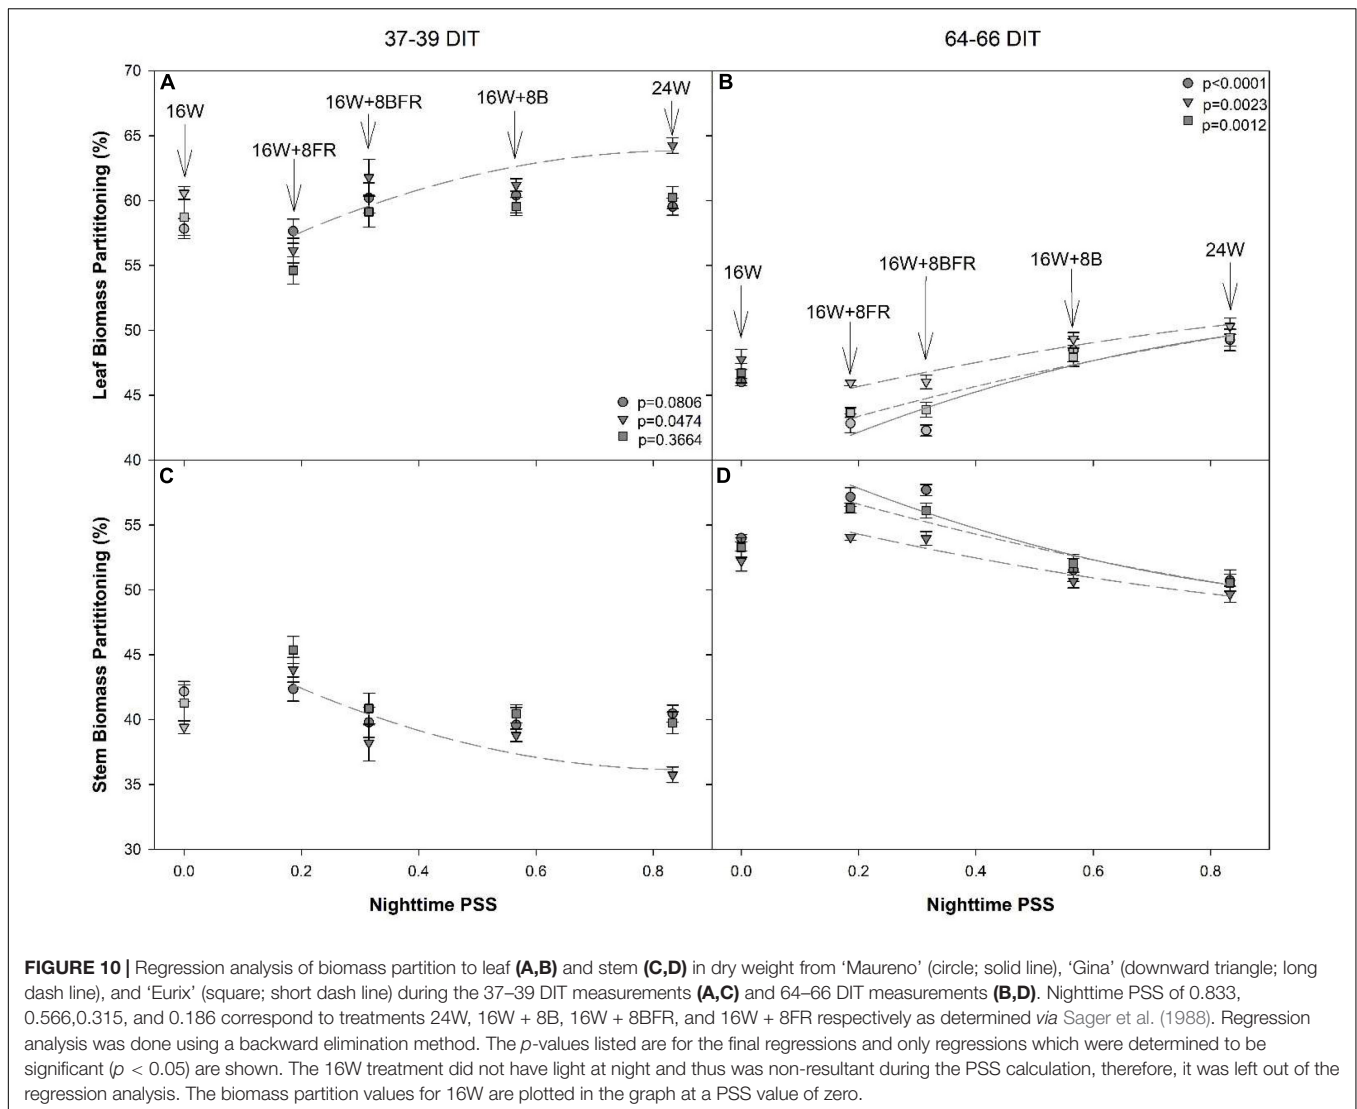 37-39 DIT
64-66 DIT
A
B
16W
16W+8FR
16W+8BFR
16W+8B
24W
p<0.0001
p=0.0023
p=0.0012
Leaf Biomass Partititoning (%)
70
65
60
55
50
45
40
p=0.0806
p=0.0474
p=0.3664
16W
16W+8FR
16W+8BFR
16W+8B
24W
C
D
Stem Biomass Partititoning (%)
55
50
45
40
35
30
0.0 0.2 0.4 0.6 0.8
0.0 0.2 0.4 0.6 0.8
Nighttime PSS
Nighttime PSS
FIGURE 10 | Regression analysis of biomass partition to leaf (A,B) and stem (C,D) in dry weight from ‘Maureno’ (circle; solid line), ‘Gina’ (downward triangle; long
dash line), and ‘Eurix’ (square; short dash line) during the 37–39 DIT measurements (A,C) and 64–66 DIT measurements (B,D). Nighttime PSS of 0.833,
0.566,0.315, and 0.186 correspond to treatments 24W, 16W + 8B, 16W + 8BFR, and 16W + 8FR respectively as determined via Sager et al. (1988). Regression
analysis was done using a backward elimination method. The p-values listed are for the final regressions and only regressions which were determined to be
significant (p < 0.05) are shown. The 16W treatment did not have light at night and thus was non-resultant during the PSS calculation, therefore, it was left out of the
regression analysis. The biomass partition values for 16W are plotted in the graph at a PSS value of zero.